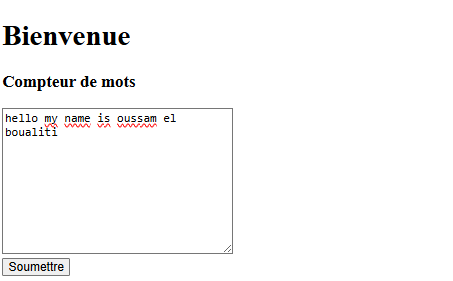 Bienvenue
Compteur de mots
hello my name is oussam el
boualiti
Soumettre